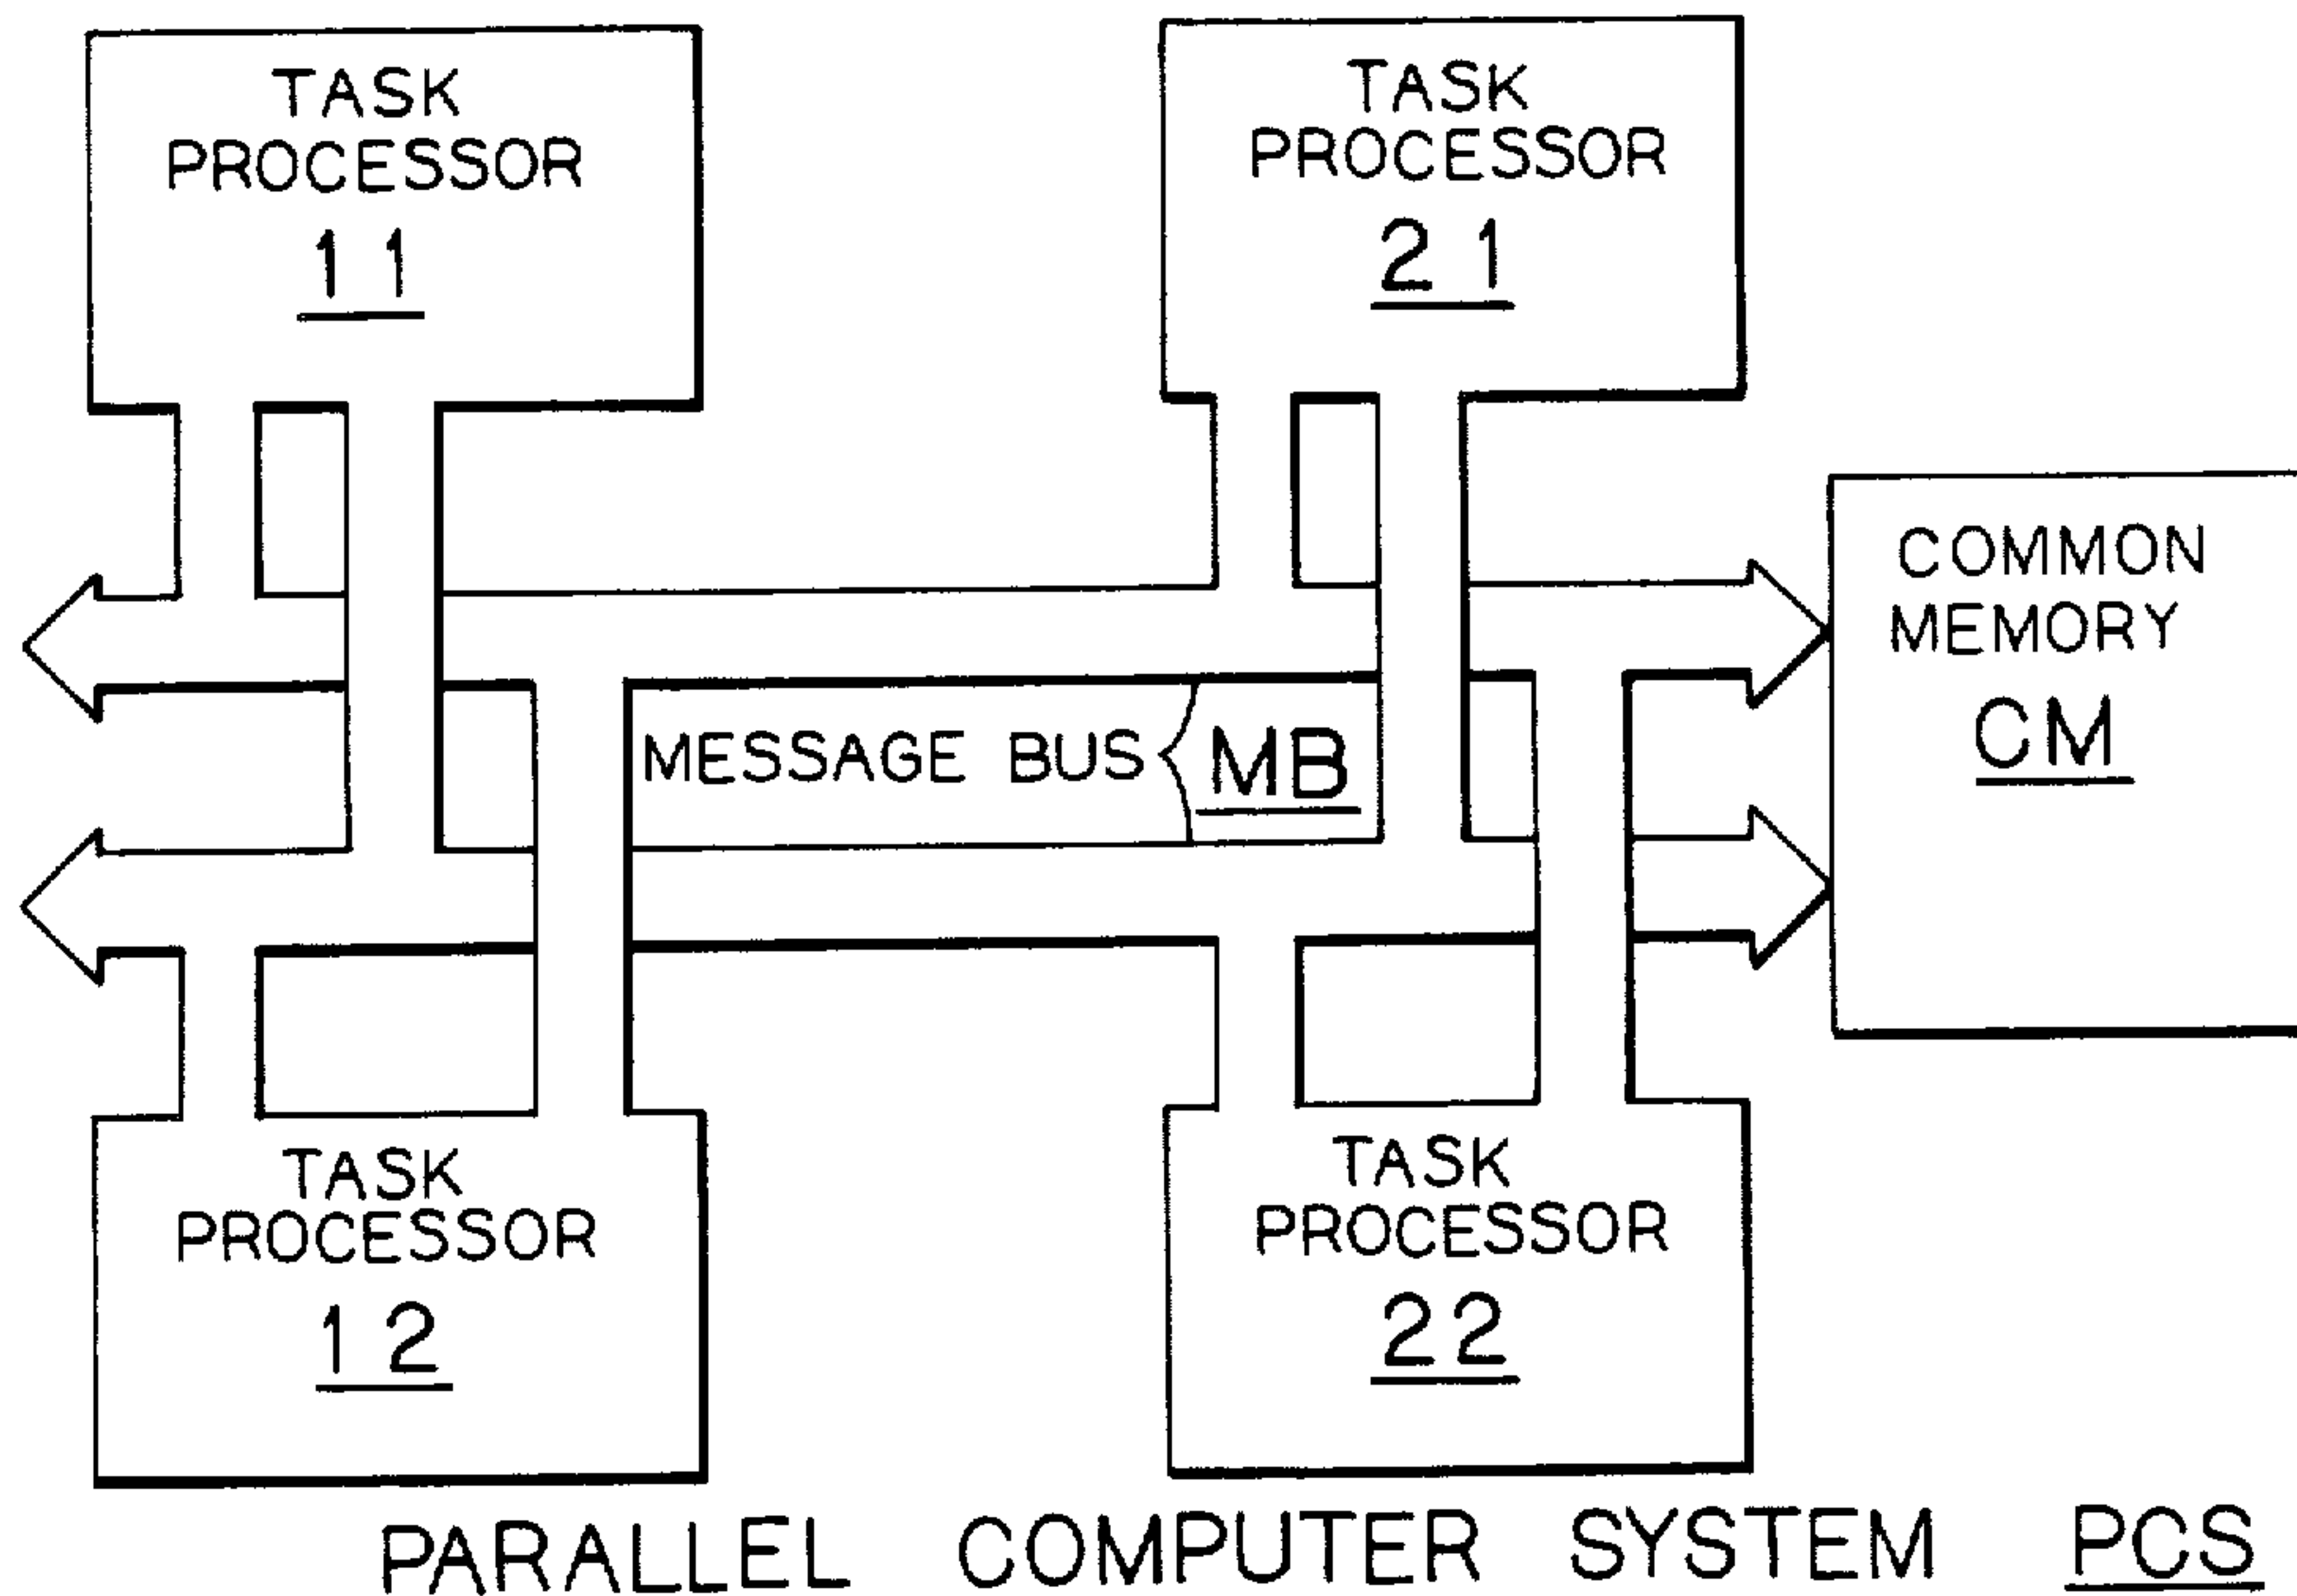 TASK
PROCESSOR
11
TASK
PROCESSOR
21
COMMON
MEMORY
CM
MESSAGE BUS MB
TASK
PROCESSOR
12
TASK
PROCESSOR
22
PARALLEL COMPUTER SYSTEM PCS